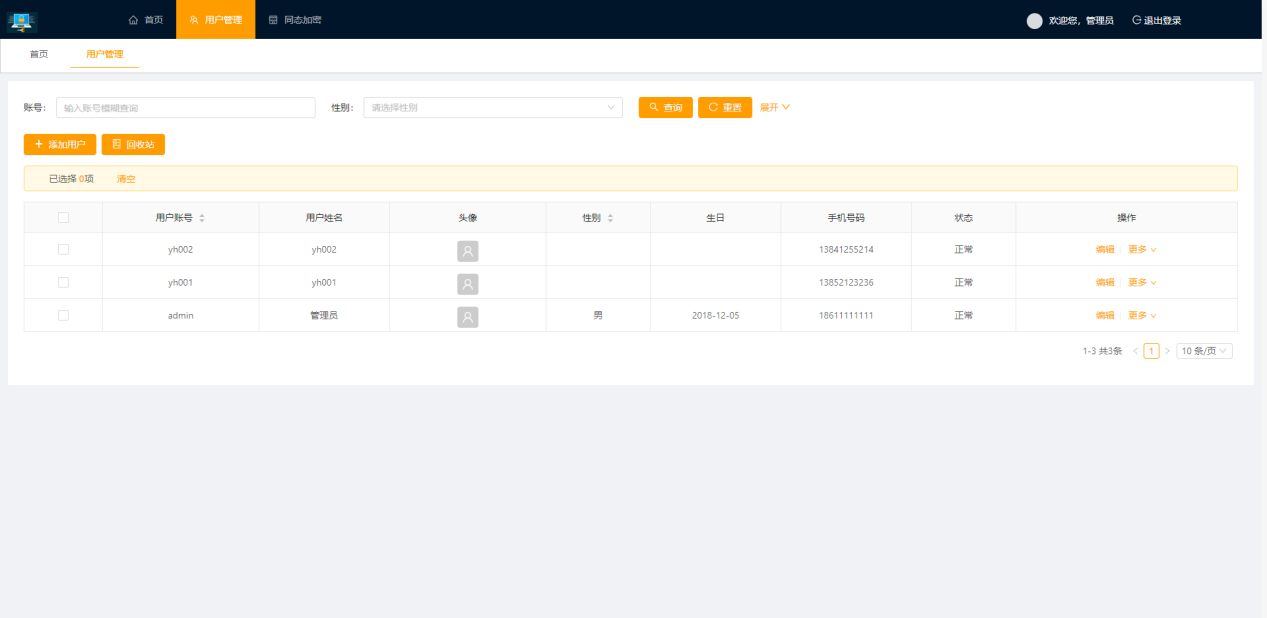 首页 用户管理 同态加密 欢迎您，管理员 退出登录
首页 用户管理
账号： 输入账号模糊查询 性别： 请选择性别 查询 重置 展开
添加用户 回收站
已选择 0项 清空
用户账号 用户姓名 头像 性别 生日 手机号码 状态 操作
yh002 yh002 13841255214 正常 编辑 更多
yh001 yh001 13852123236 正常 编辑 更多
admin 管理员 男 2018-12-05 18611111111 正常 编辑 更多
1-3 共3条 < 1 > 10 条/页